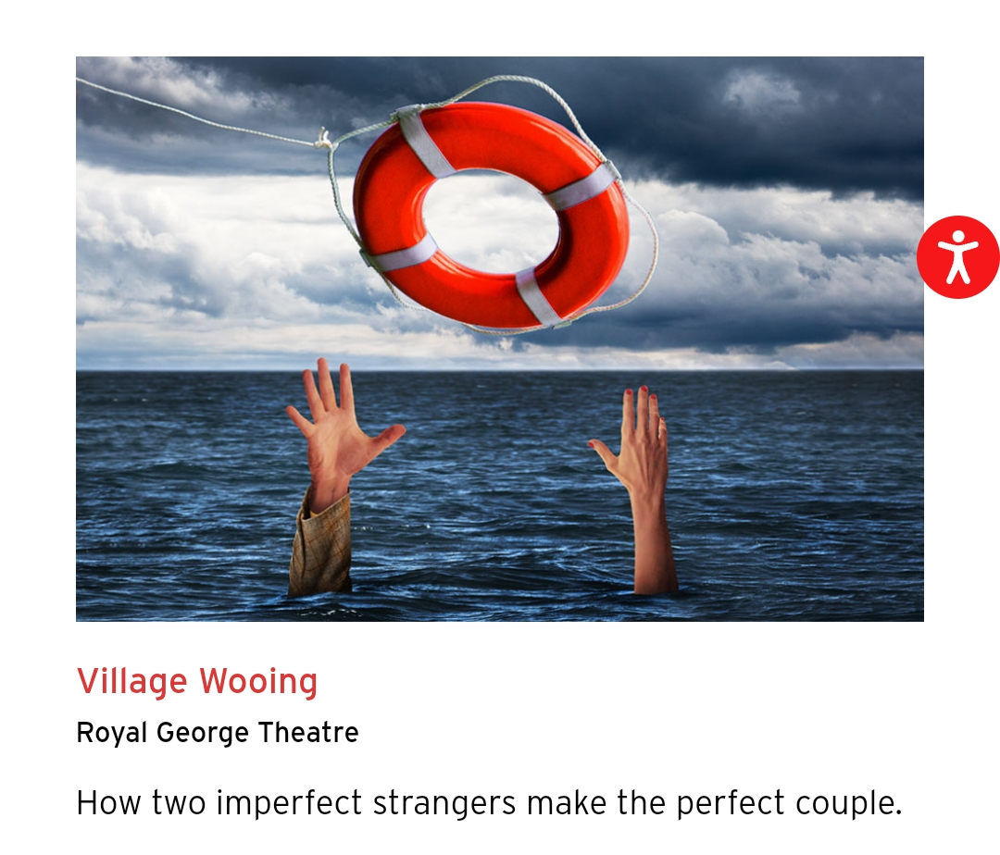 Village Wooing
Royal George Theatre
How two imperfect strangers make the perfect couple.